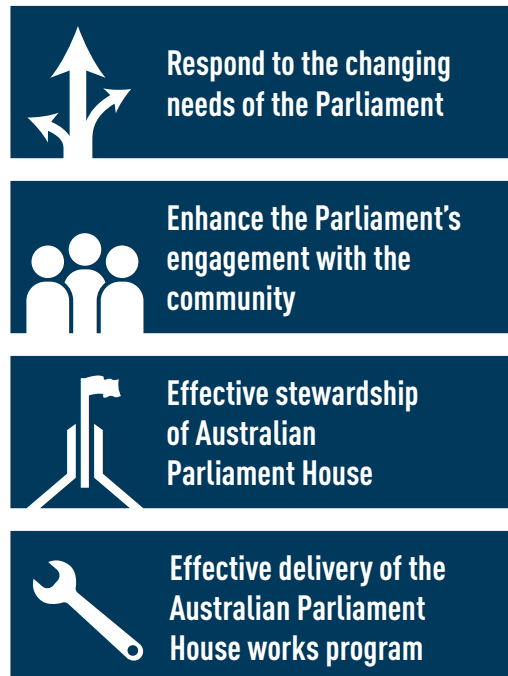 Respond to the changing
needs of the Parliament
Enhance the Parliament’s
engagement with the
community
Effective stewardship
of Australian
Parliament House
Effective delivery of the
Australian Parliament
House works program